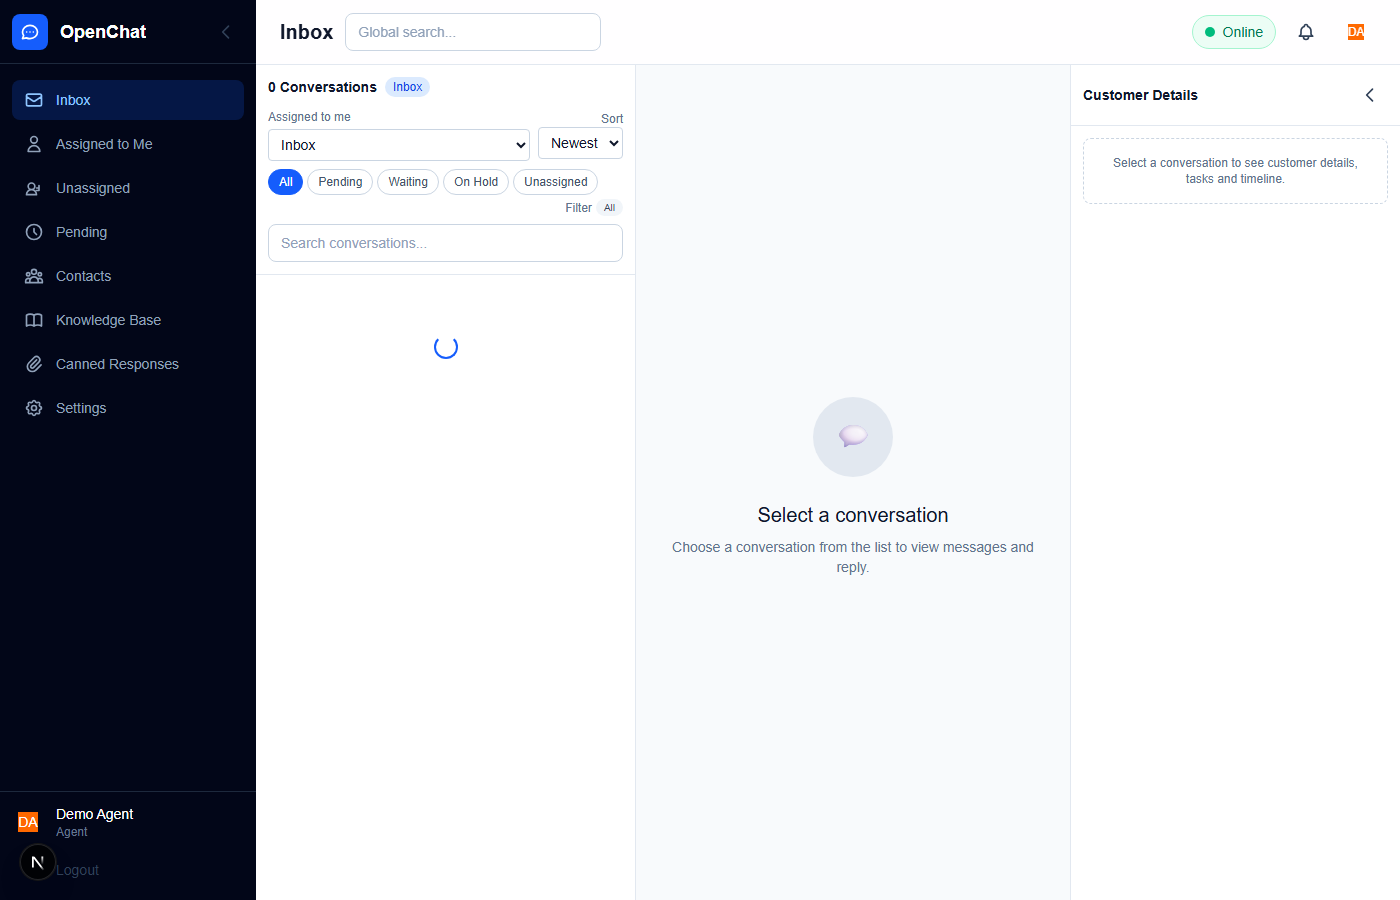 OpenChat
Inbox
Assigned to Me
Unassigned
Pending
Contacts
Knowledge Base
Canned Responses
Settings
DA
Demo Agent
Agent
N
Logout
Inbox
Global search...
Online
DA
0 Conversations
Inbox
Assigned to me
Sort
Inbox
Newest
All
Pending
Waiting
On Hold
Unassigned
Filter
All
Search conversations...
Select a conversation
Choose a conversation from the list to view messages and
reply.
Customer Details
Select a conversation to see customer details,
tasks and timeline.